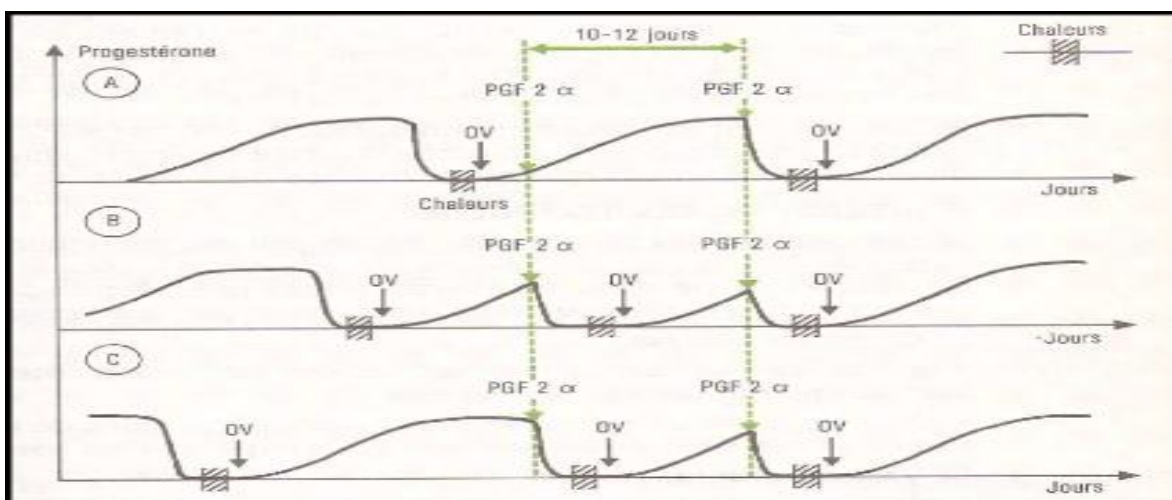 10-12 jours
Chaleurs
Progestérone
A
PGF 2 α
PGF 2 α
OV
OV
Chaleurs
Jours
B
PGF 2 α
PGF 2 α
OV
OV
OV
-Jours
C
PGF 2 α
PGF 2 α
OV
OV
OV
Jours